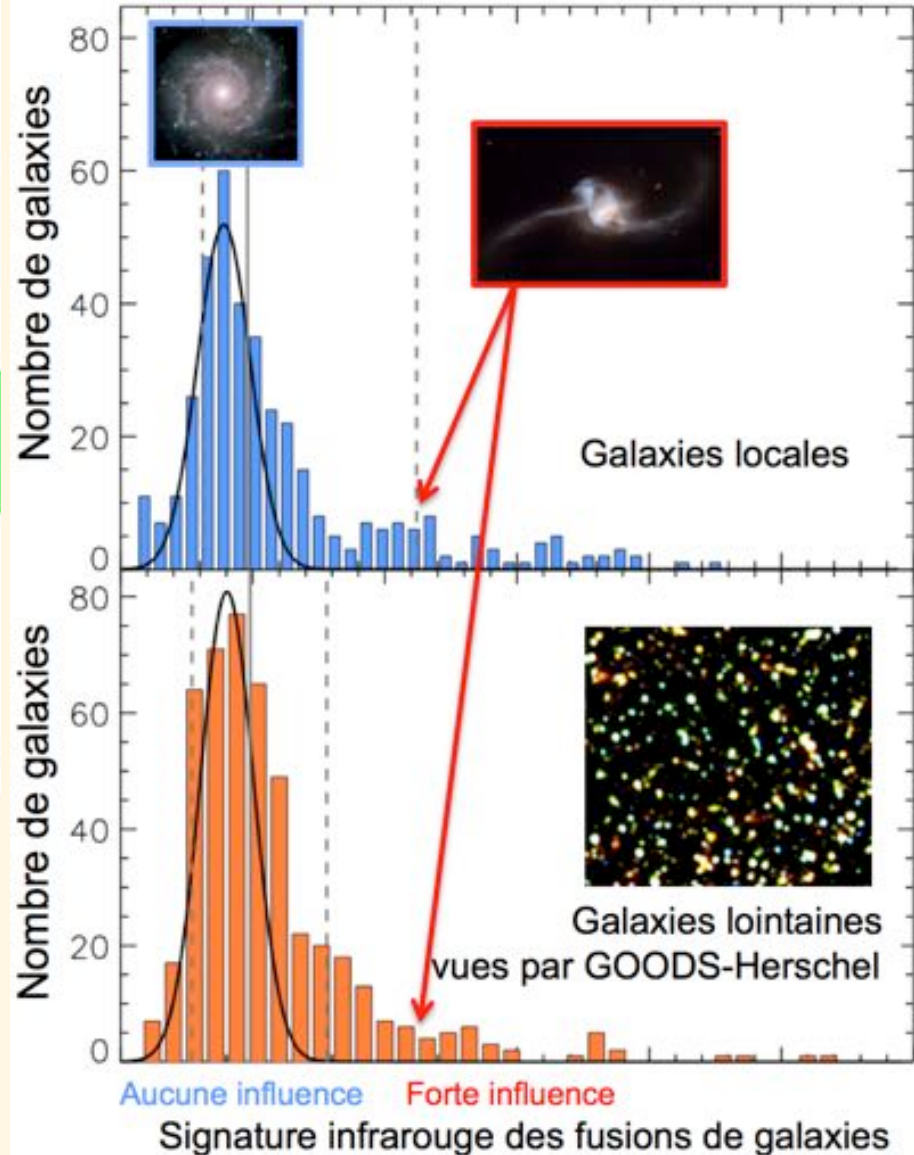 Nombre de galaxies
80
60
40
20
0
Galaxies locales
Nombre de galaxies
80
60
40
20
0
Galaxies lointaines
vues par GOODS-Herschel
Aucune influence Forte influence
Signature infrarouge des fusions de galaxies